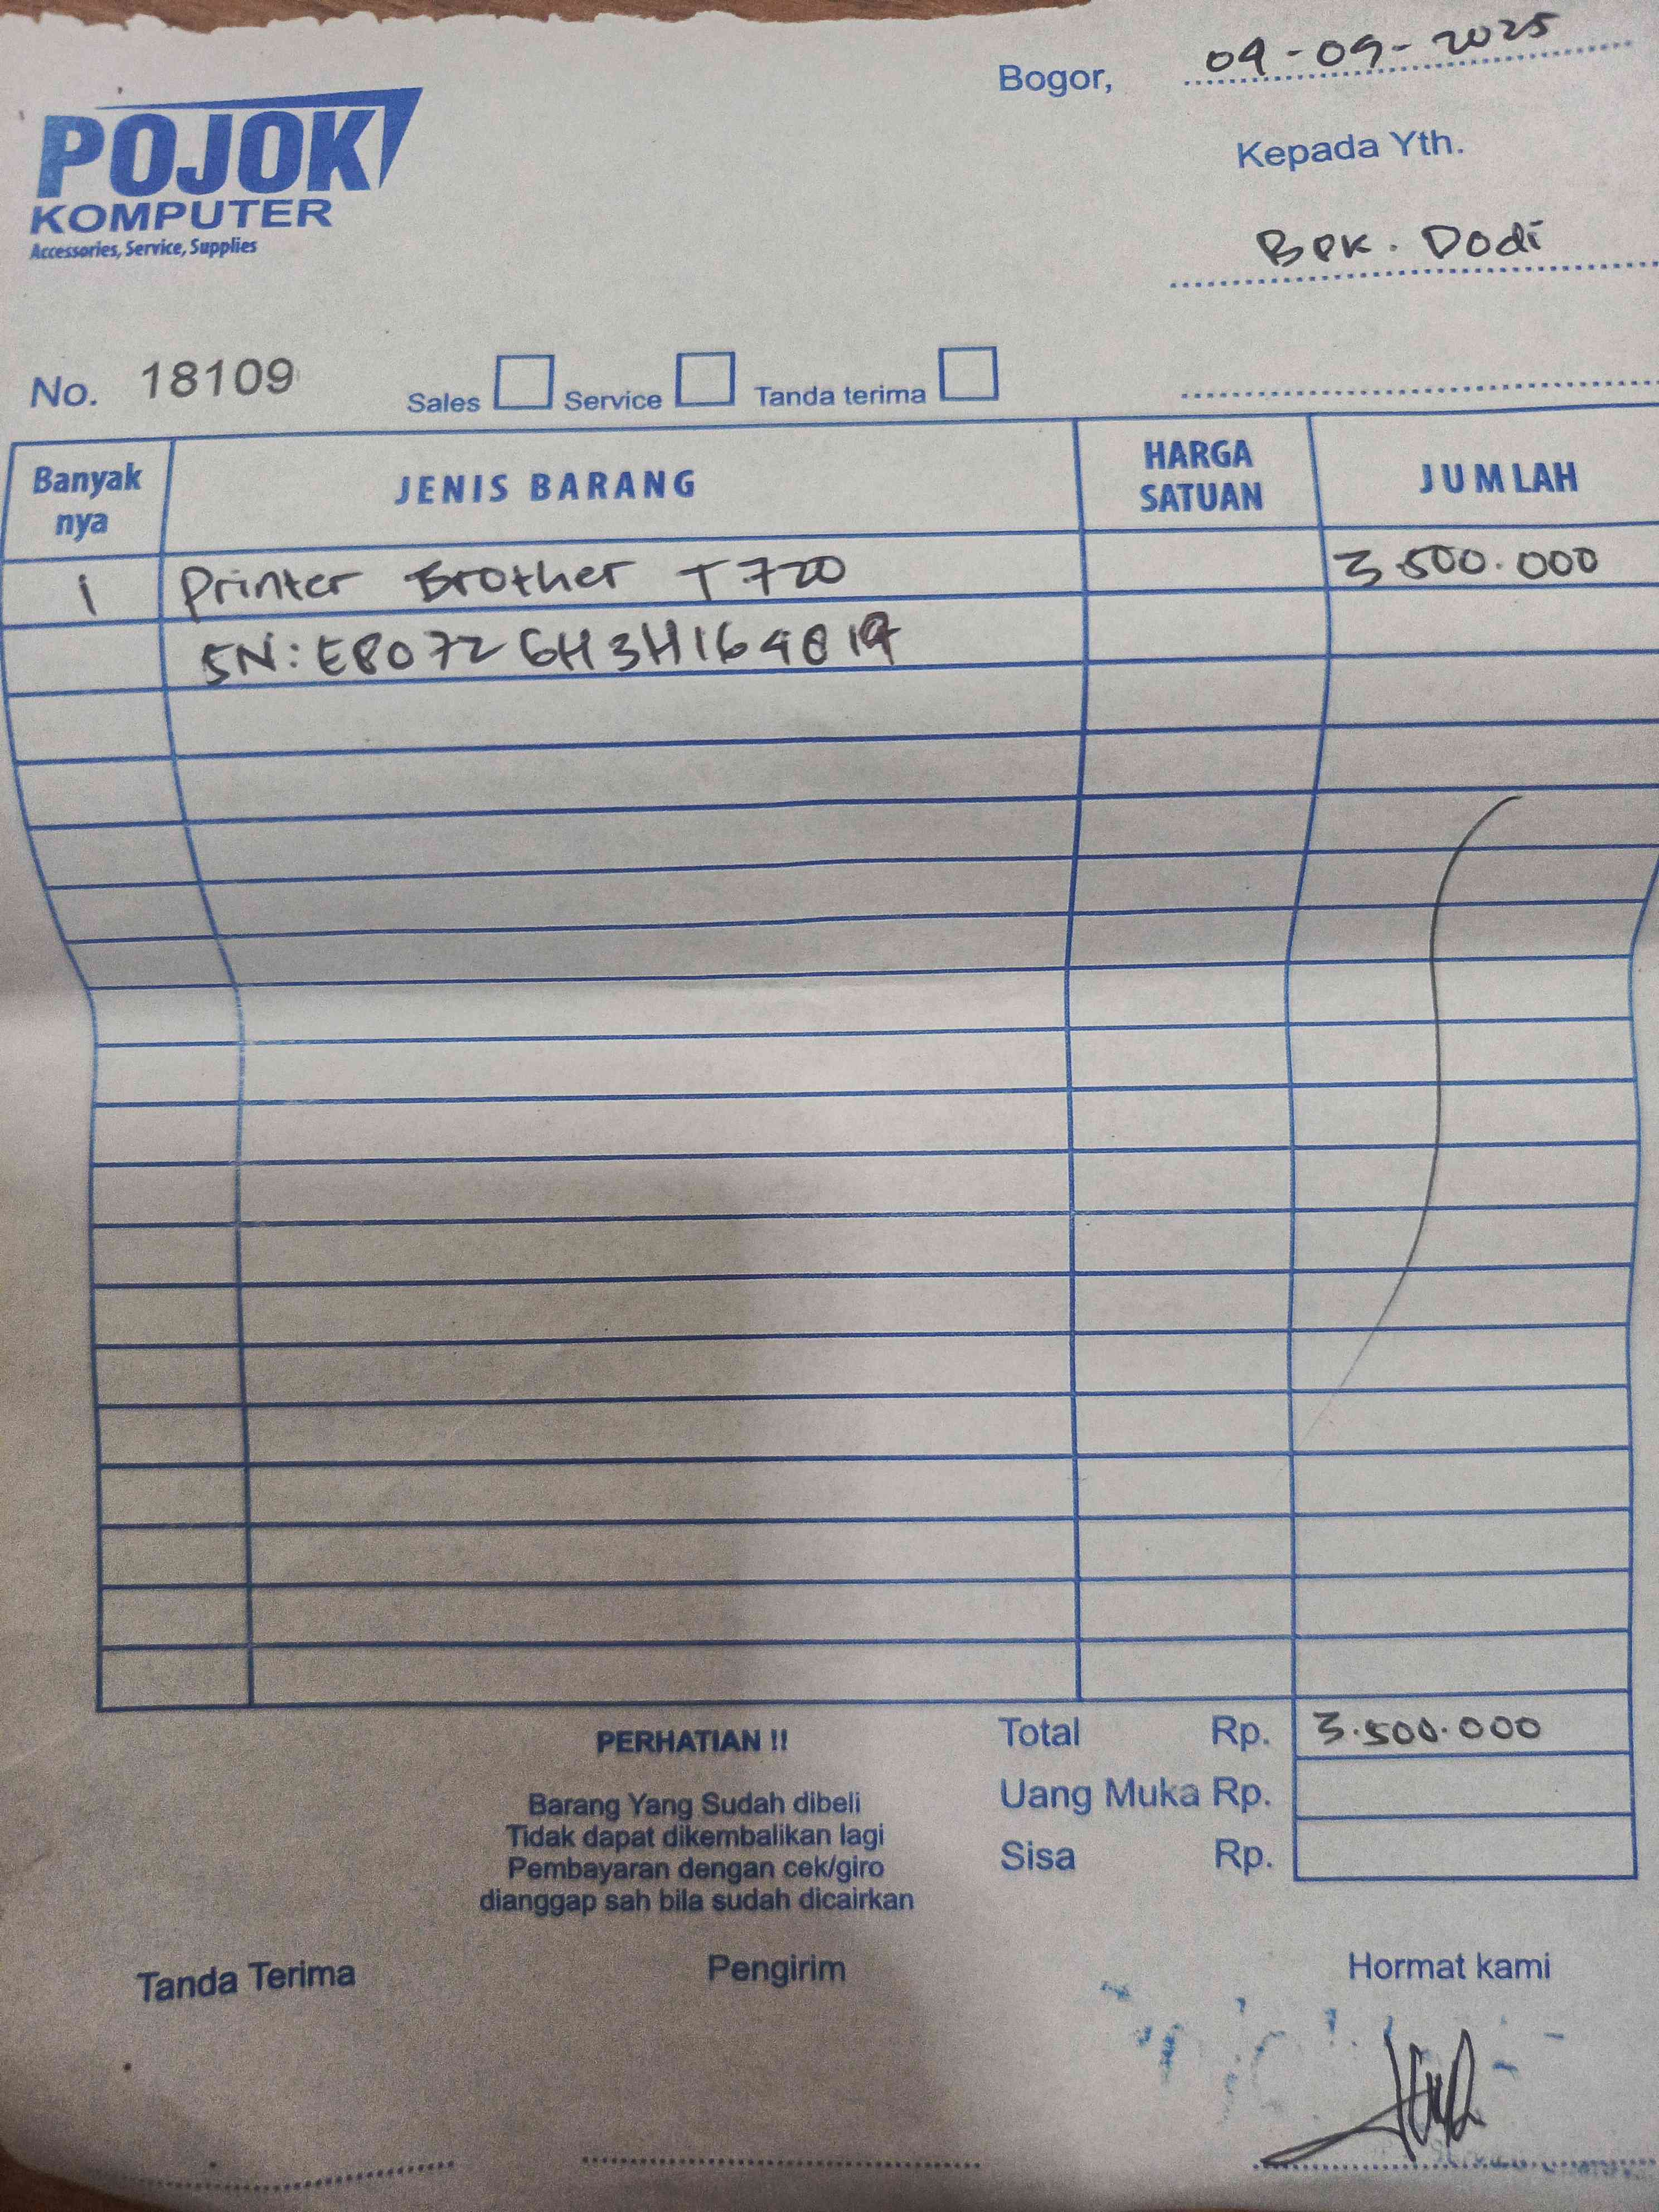 Bogor, 04-09-2025
POJOK
KOMPUTER
Accessories, Service, Supplies
Kepada Yth.
Bpk. Dodi
No. 18109 Sales Service Tanda terima
Banyak nya JENIS BARANG HARGA SATUAN JUMLAH
1 Printer Brother T.720 3.500.000
SN:
PERHATIAN !!
Barang Yang Sudah dibeli
Tidak dapat dikembalikan lagi
Pembayaran dengan cek/giro
dianggap sah bila sudah dicairkan
Total Rp. 3.500.000
Uang Muka Rp.
Sisa Rp.
Tanda Terima Pengirim Hormat kami